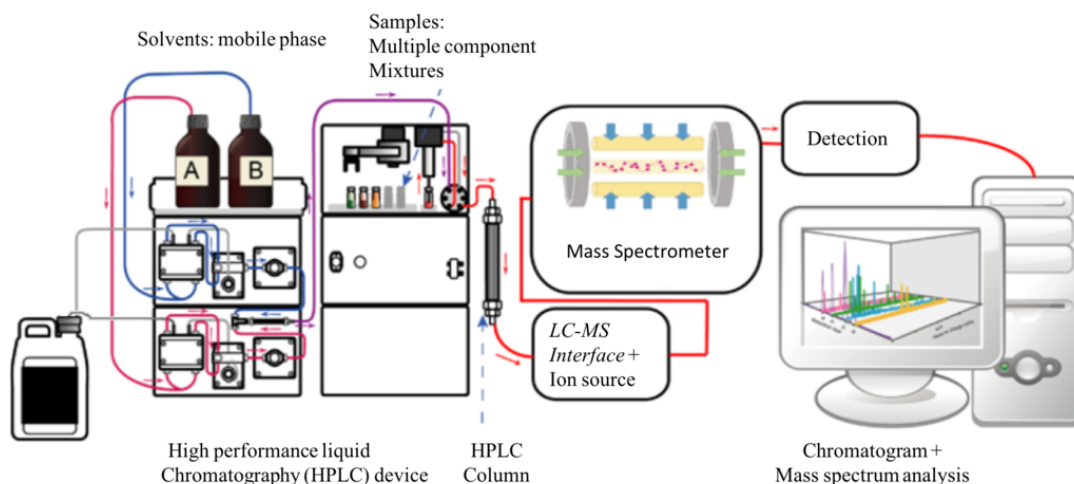 Solvents: mobile phase
Samples:
Multiple component
Mixtures
A
B
Mass Spectrometer
Detection
LC-MS
Interface +
Ion source
High performance liquid
Chromatography (HPLC) device
HPLC
Column
Chromatogram +
Mass spectrum analysis